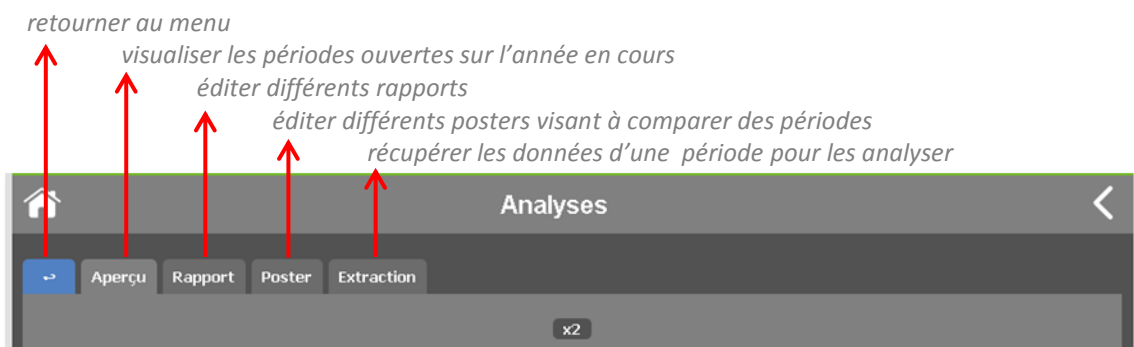 retourner au menu
visualiser les périodes ouvertes sur l’année en cours
éditer différents rapports
éditer différents posters visant à comparer des périodes
récupérer les données d’une période pour les analyser
Analyses
Aperçu Rapport Poster Extraction
x2